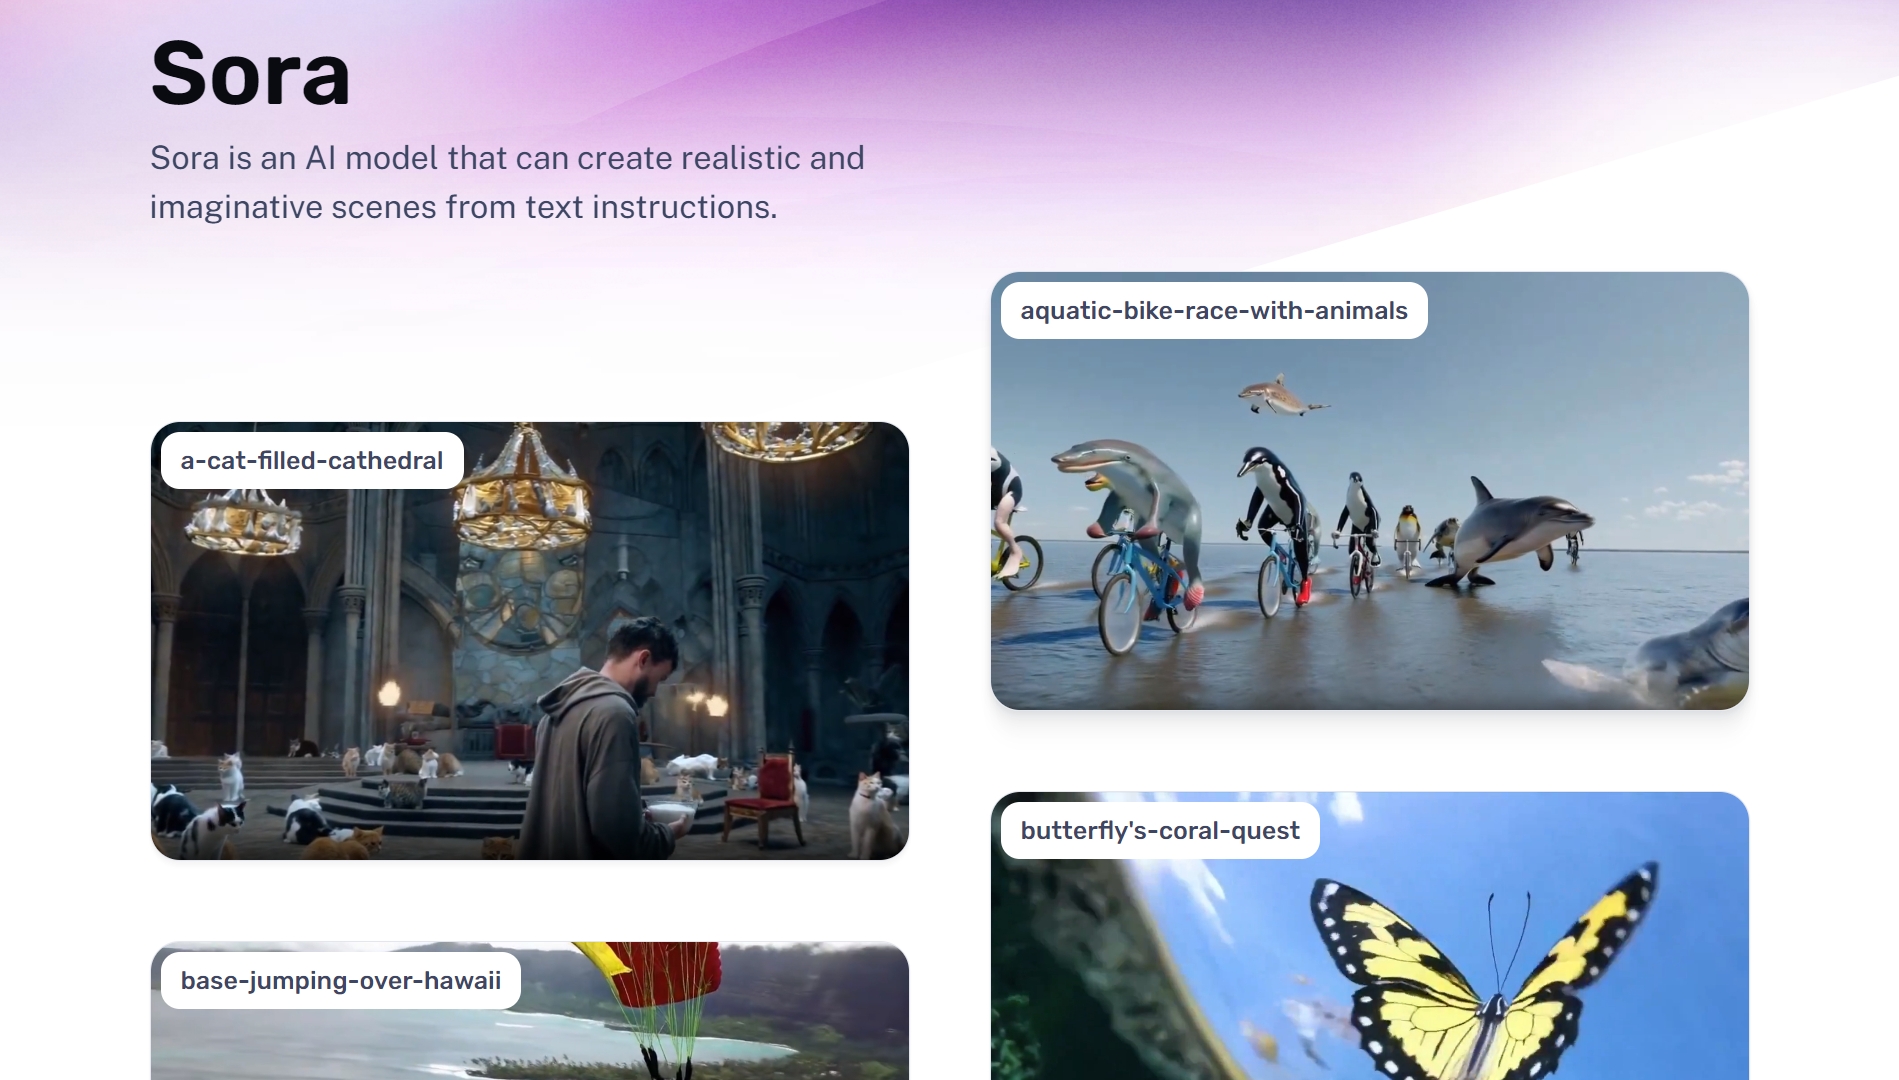 Sora
Sora is an AI model that can create realistic and
imaginative scenes from text instructions.
aquatic-bike-race-with-animals
a-cat-filled-cathedral
butterfly's-coral-quest
base-jumping-over-hawaii